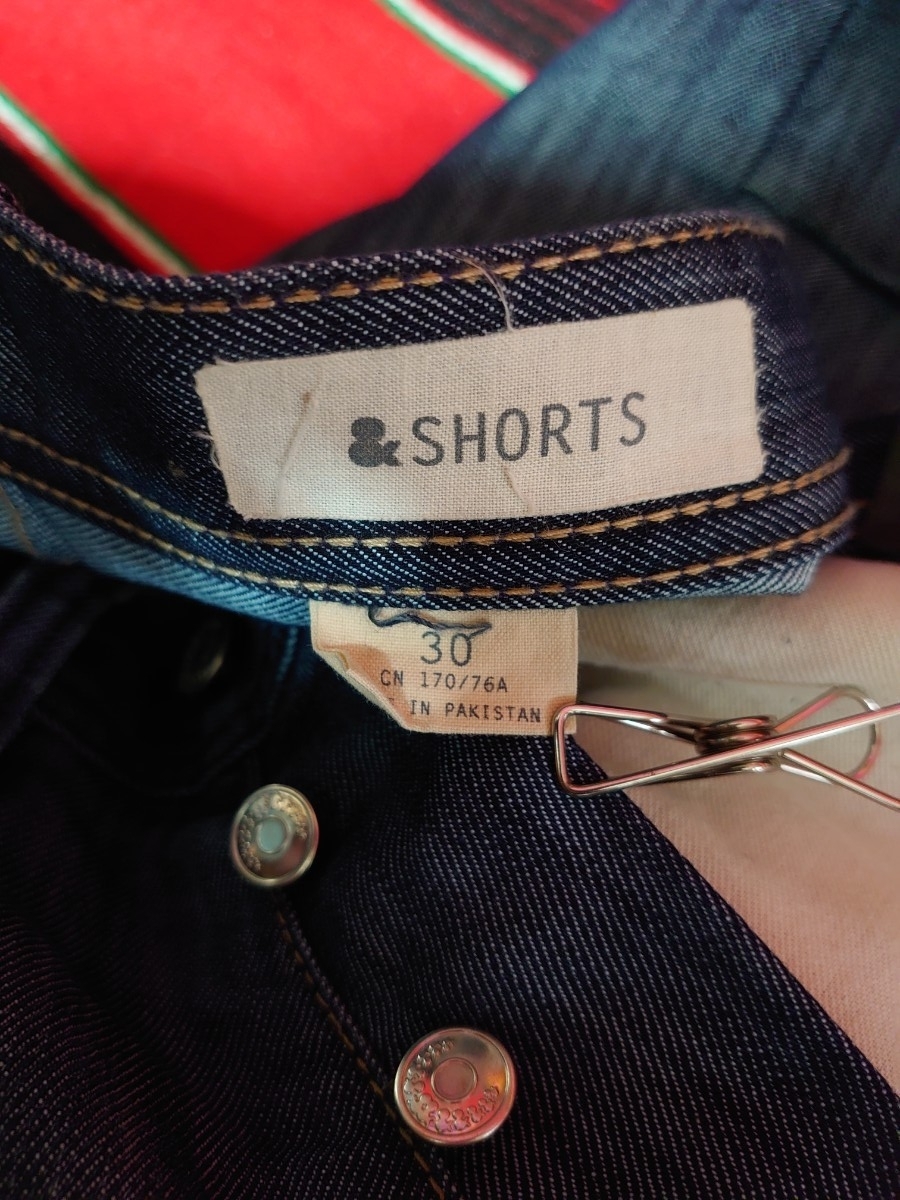 &SHORTS
30
CN 170/76A
IN PAKISTAN